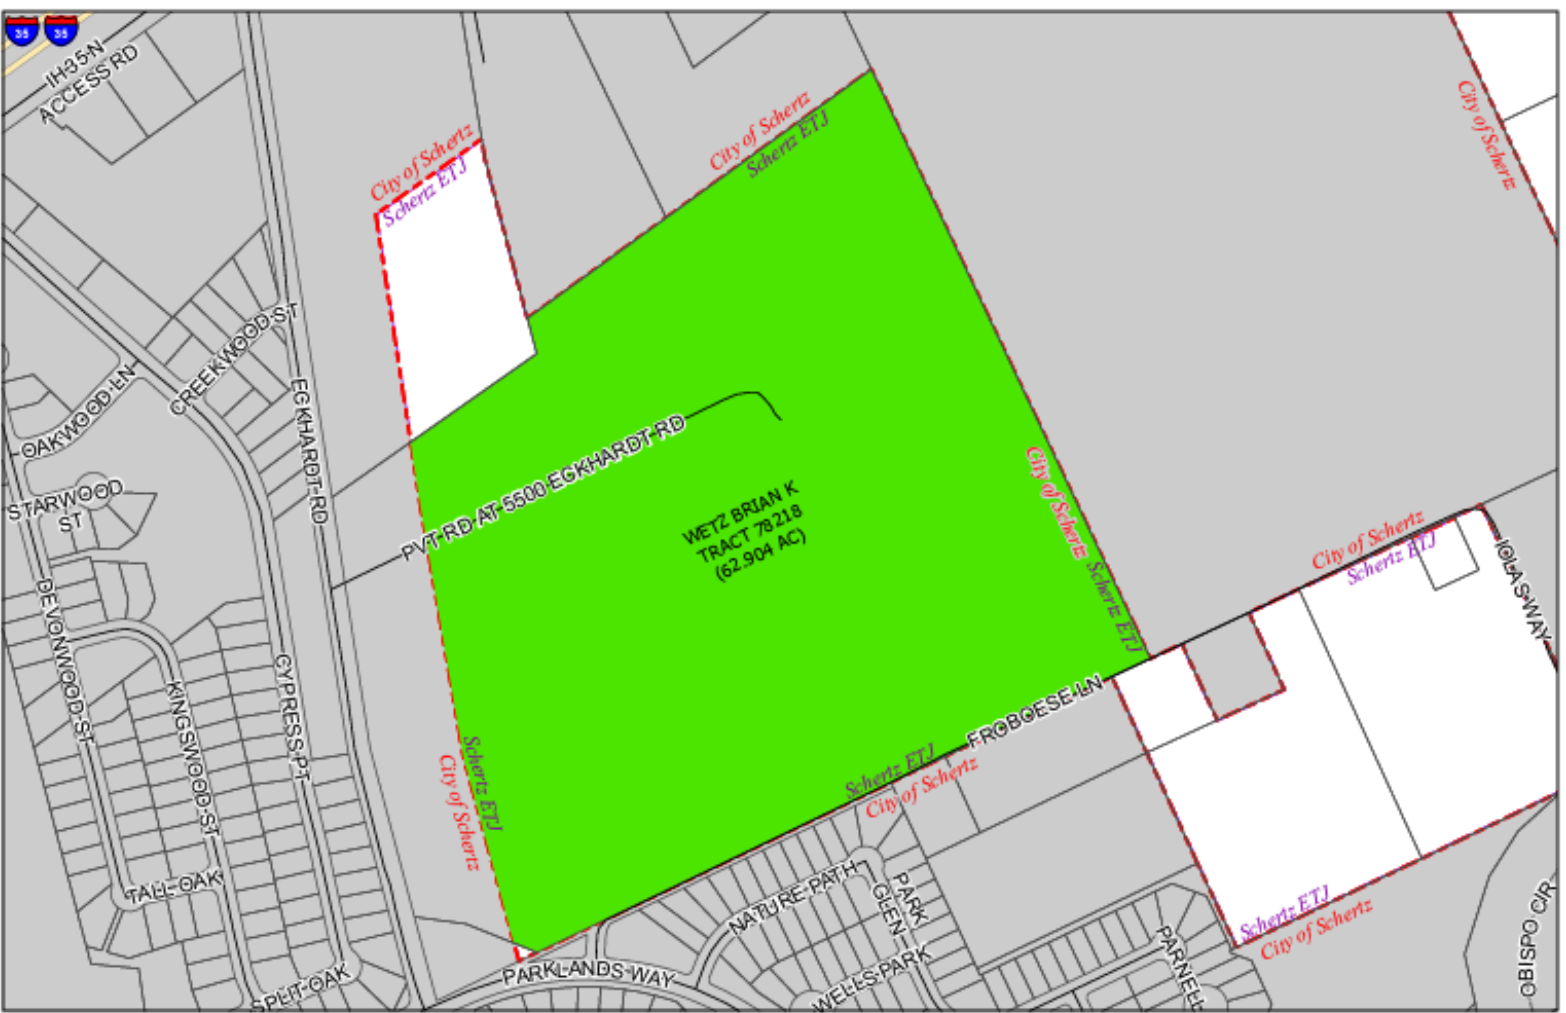 35
35
IH-35-N
ACCESS RD
City of Schertz
Schertz ETJ
City of Schertz
Schertz ETJ
City of Schertz
CREEKWOOD ST
OAKWOOD LN
ECKHARDT RD
STARWOOD
ST
PVT RD AT 5500 ECKHARDT RD
WETZ BRIAN K
TRACT 78218
(62.904 AC)
City of Schertz
Schertz ETJ
City of Schertz
Schertz ETJ
IOLAS WAY
DEVONWOOD ST
KINGSWOOD ST
CYPRESS PT
Schertz ETJ
City of Schertz
FROBOESE LN
Schertz ETJ
City of Schertz
TALL OAK
NATURE PATH
PARK
GLEN
Schertz ETJ
City of Schertz
OBISPO CIR
PARKLANDS WAY
WELLS PARK
PARNELL
SPLIT OAK